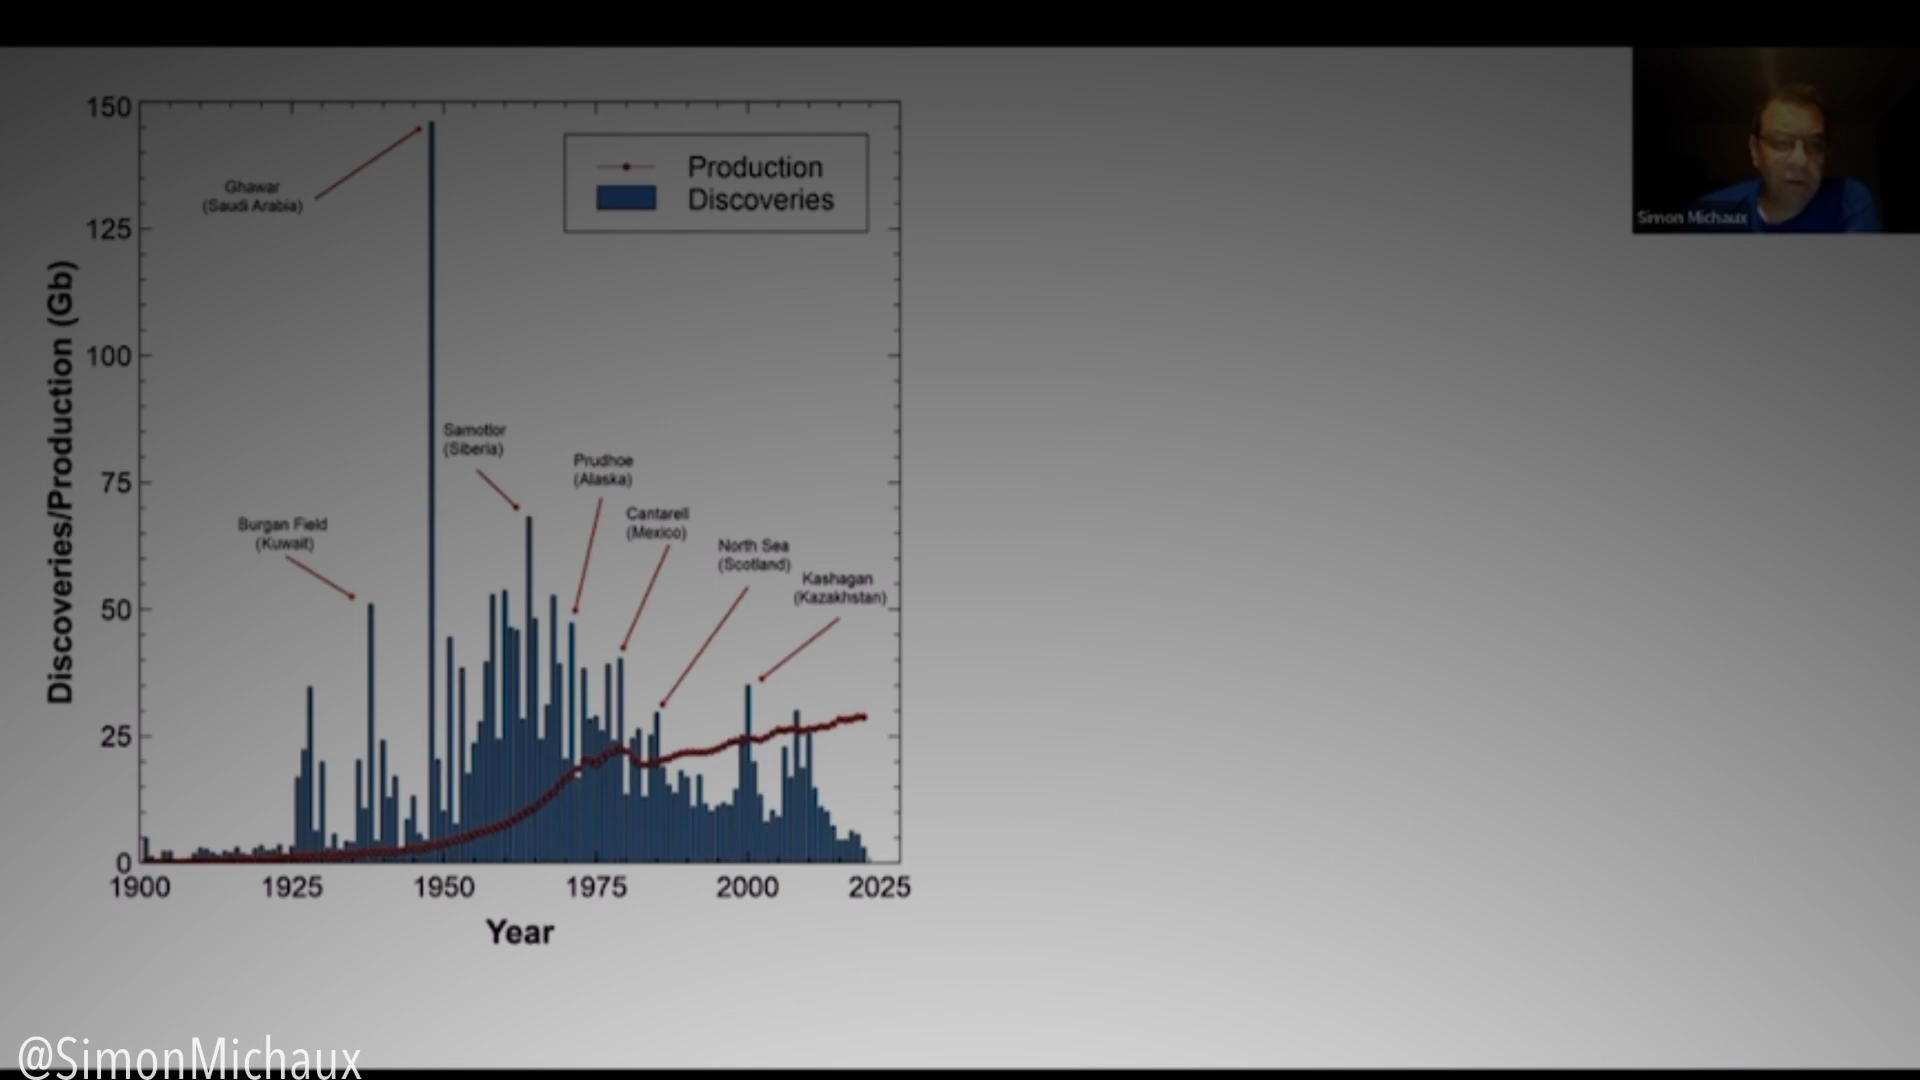 150
125
100
75
50
25
0
1900
1925
1950
1975
2000
2025
Year
Discoveries/Production (Gb)
Production
Discoveries
Ghawar
(Saudi Arabia)
Samotlor
(Siberia)
Prudhoe
(Alaska)
Cantarell
(Mexico)
Burgan Field
(Kuwait)
North Sea
(Scotland)
Kashagan
(Kazakhstan)
Simon Michaux
@SimonMichaux